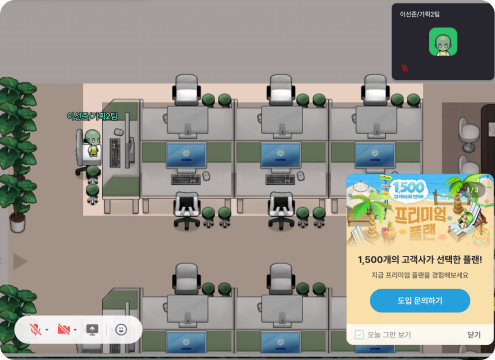 이선준/기획2팀
이선준/기획2팀
1,500
1/3
프리미엄
플랜
1,500개의 고객사가 선택한 플랜!
지금 프리미엄 플랜을 경험해보세요
도입 문의하기
오늘 그만 보기
닫기